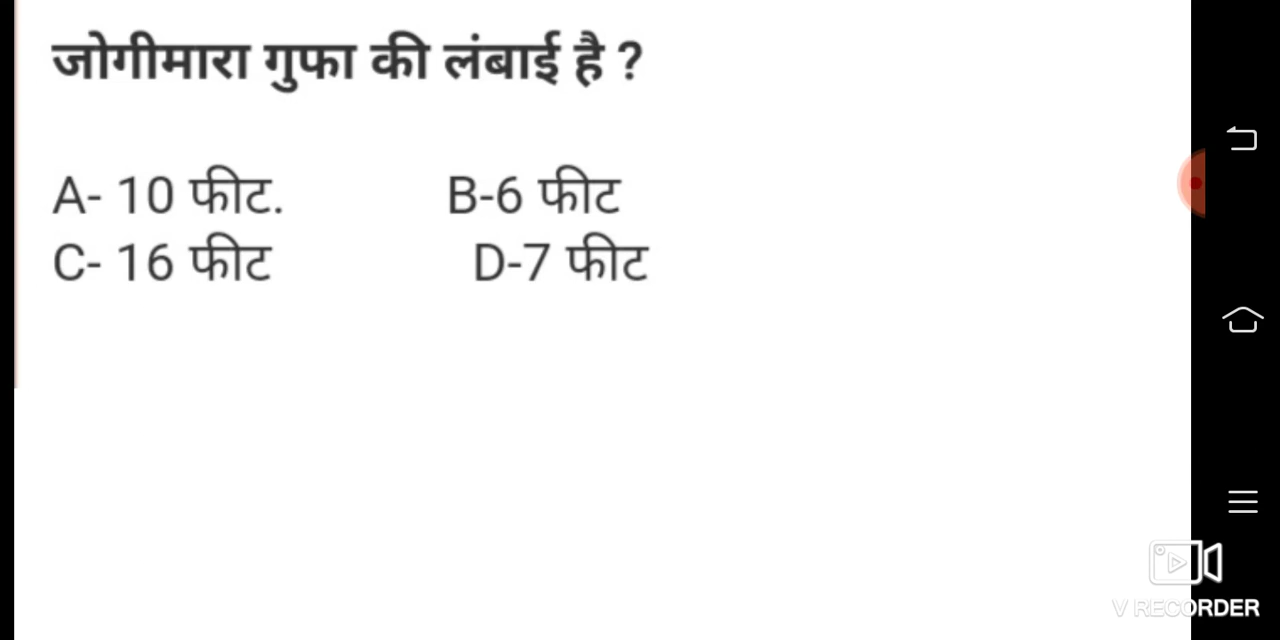 जोगीमारा गुफा की लंबाई है ?
A- 10 फीट. B-6 फीट
C- 16 फीट D-7 फीट
V RECORDER